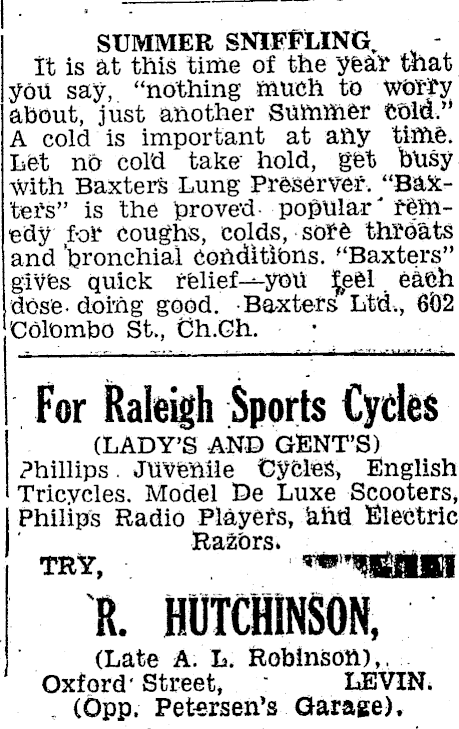 SUMMER SNIFFLING.
It is at this time of the year that
you say, "nothing much to worry
about, just another Summer cold."
A cold is important at any time.
Let no cold take hold, get busy
with Baxters Lung Preserver. "Bax-
ters" is the proved popular rem-
edy for coughs, colds, sore throats
and bronchial conditions. "Baxters"
gives quick relief—you feel each
dose doing good. Baxters Ltd., 602
Colombo St., Ch.Ch.
For Raleigh Sports Cycles
(LADY'S AND GENT'S)
Phillips Juvenile Cycles, English
Tricycles. Model De Luxe Scooters,
Philips Radio Players, and Electric
Razors.
TRY,
R. HUTCHINSON,
(Late A. L. Robinson),
Oxford Street, LEVIN.
(Opp. Petersen's Garage).